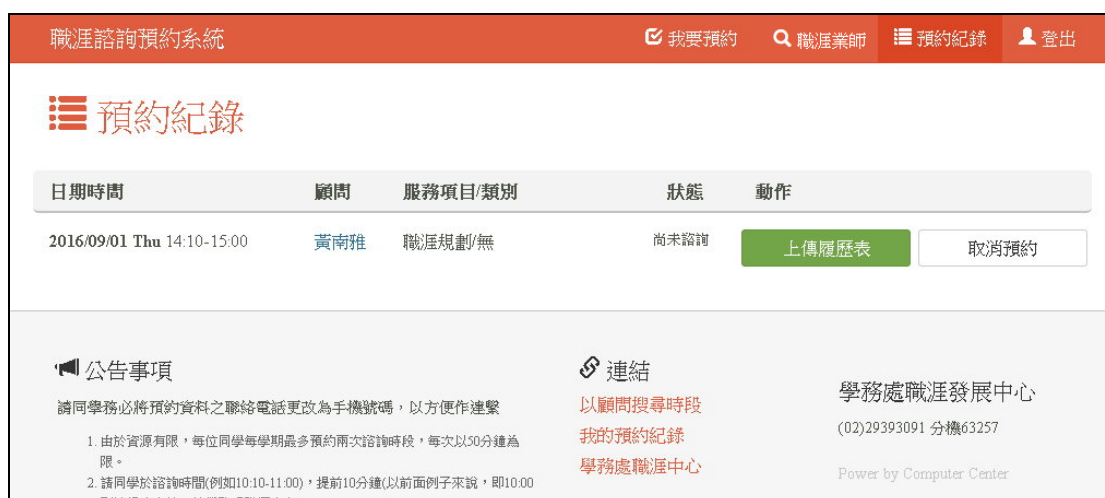 職涯諮詢預約系統 我要預約 職涯業師 預約紀錄 登出
預約紀錄
日期時間 顧問 服務項目/類別 狀態 動作
2016/09/01 Thu 14:10-15:00 黃南雅 職涯規劃/無 尚未諮詢 上傳履歷表 取消預約
公告事項
請同學務必將預約資料之聯絡電話更改為手機號碼,以方便作連繫
1. 由於資源有限,每位同學每學期最多預約兩次諮詢時段,每次以50分鐘為
限。
2. 請同學於諮詢時間(例如10:10-11:00),提前10分鐘(以前面例子來說,即10:00
連結
以顧問搜尋時段
我的預約紀錄
學務處職涯中心
學務處職涯發展中心
(02)29393091 分機63257
Power by Computer Center